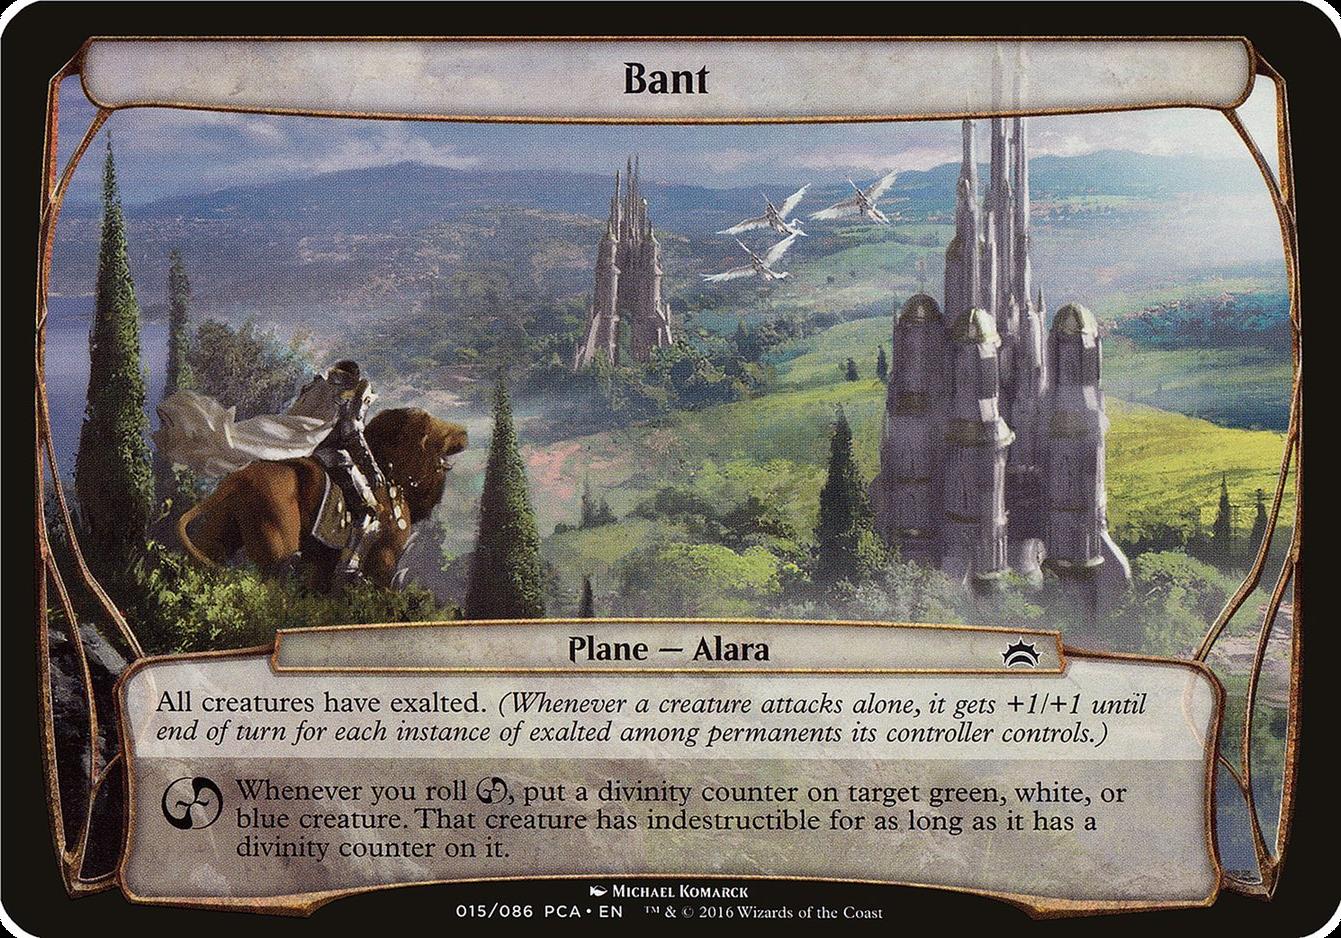 Bant
Plane — Alara
All creatures have exalted. (Whenever a creature attacks alone, it gets +1/+1 until
end of turn for each instance of exalted among permanents its controller controls.)
Whenever you roll , put a divinity counter on target green, white, or
blue creature. That creature has indestructible for as long as it has a
divinity counter on it.
Michael Komarck
015/086 PCA • EN ™ & © 2016 Wizards of the Coast